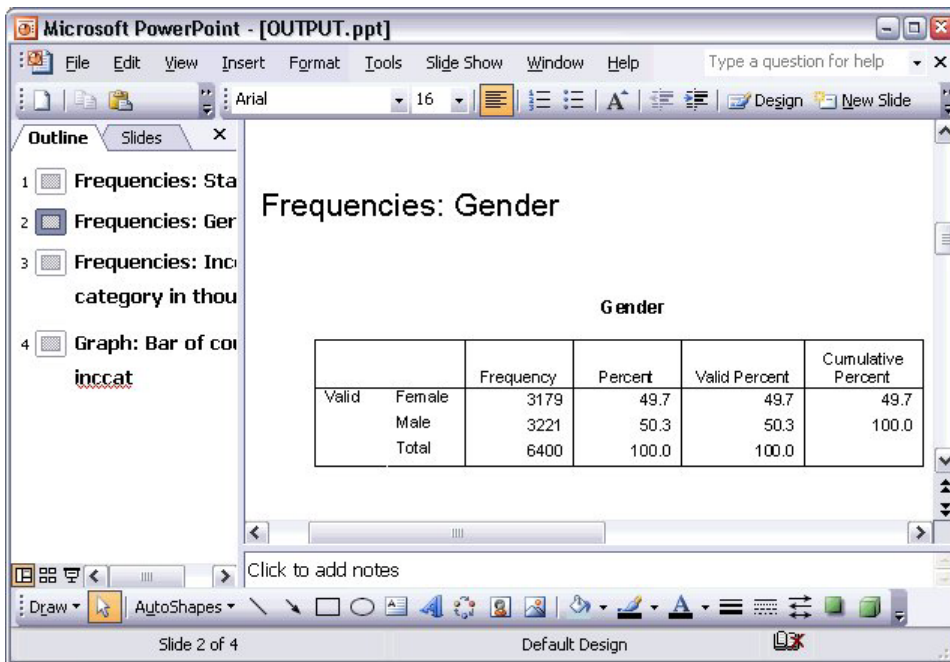 Microsoft PowerPoint - [OUTPUT.ppt]
File Edit View Insert Format Tools Slide Show Window Help Type a question for help
Arial 16 A Design New Slide
Outline Slides
1 Frequencies: Sta
2 Frequencies: Ger
3 Frequencies: Inc
category in thou
4 Graph: Bar of cou
inccat
Frequencies: Gender
Gender
Frequency Percent Valid Percent Cumulative Percent
Valid Female 3179 49.7 49.7 49.7
Male 3221 50.3 50.3 100.0
Total 6400 100.0 100.0
Click to add notes
Draw AutoShapes A A
Slide 2 of 4 Default Design